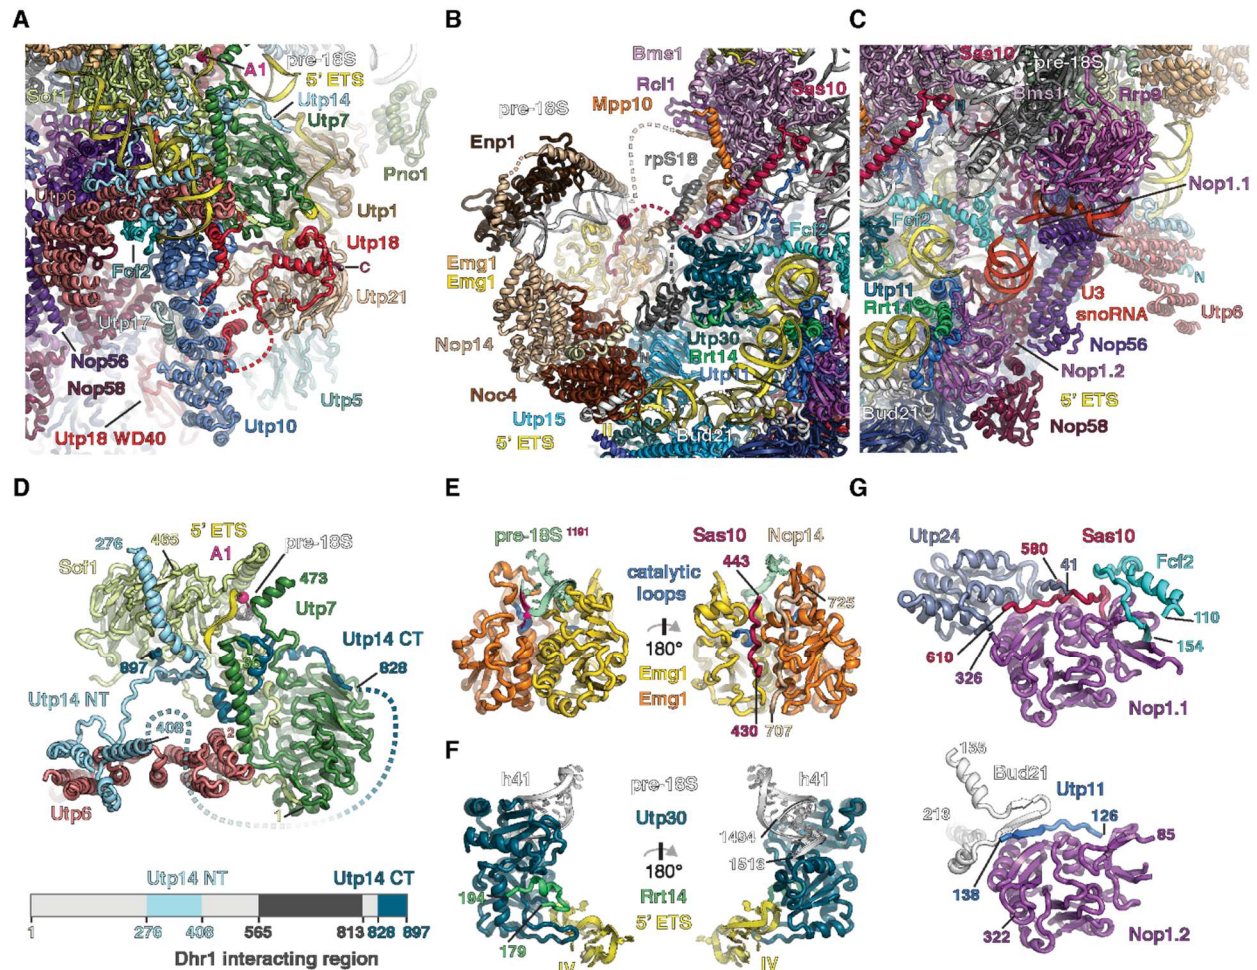 A
A1
pre-18S
5' ETS
Sof1
Utp14
Utp7
Pno1
Utp6
Utp1
N
Utp18
C
Fcf2
Utp21
Utp17
Nop56
Nop58
Utp5
Utp18 WD40
Utp10
B
Bms1
Rcl1
Sas10
Mpp10
pre-18S
Enp1
rpS18
C
Fcf2
Emg1
Emg1
Nop14
Utp30
Rrt14
Utp11
Noc4
Utp15
5' ETS
II
Bud21
C
Sas10
pre-18S
Bms1
Rrp9
Nop1.1
Fcf2
N
Utp11
Rrt14
U3
snoRNA
Utp6
Nop56
Nop1.2
5' ETS
Bud21
Nop58
D
5' ETS
276
465
A1
pre-18S
Sof1
473
Utp7
Utp14 CT
897
828
Utp14 NT
408
2
Utp6
1
Utp14 NT
Utp14 CT
1
276
408
565
813
828
897
Dhr1 interacting region
E
pre-18S 1191
Sas10
Nop14
443
catalytic
loops
725
180°
Emg1
Emg1
430
707
F
h41
pre-18S
h41
Utp30
1494
1516
180°
194
Rrt14
179
5' ETS
IV
IV
G
Utp24
580
Sas10
41
Fcf2
110
154
610
326
Nop1.1
155
Bud21
Utp11
218
126
85
138
322
Nop1.2